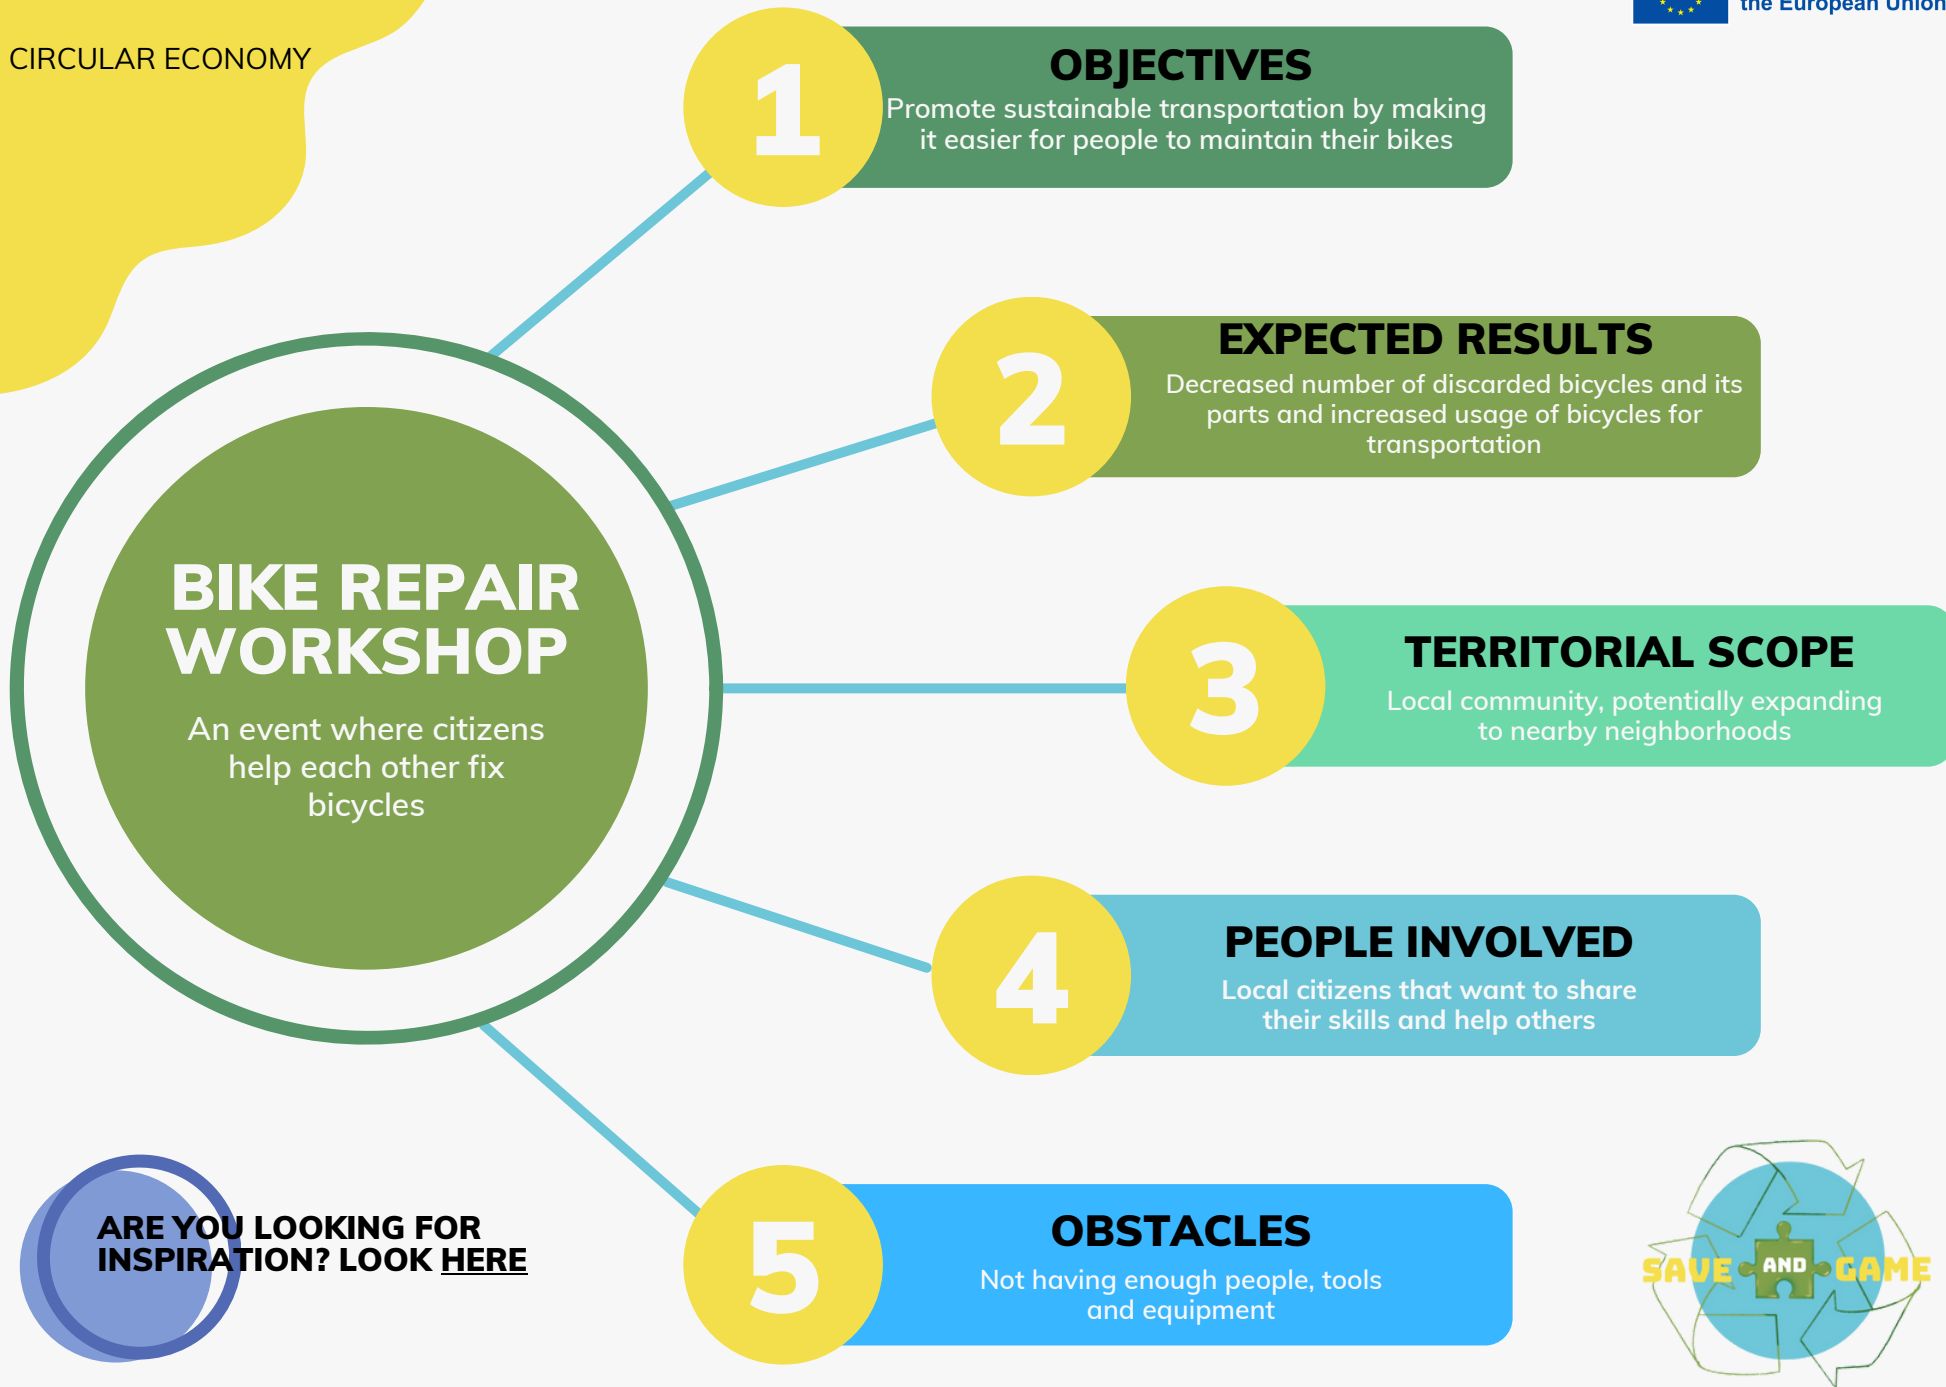 CIRCULAR ECONOMY
the European Union
1
OBJECTIVES
Promote sustainable transportation by making
it easier for people to maintain their bikes
2
EXPECTED RESULTS
Decreased number of discarded bicycles and its
parts and increased usage of bicycles for
transportation
BIKE REPAIR
WORKSHOP
An event where citizens
help each other fix
bicycles
3
TERRITORIAL SCOPE
Local community, potentially expanding
to nearby neighborhoods
4
PEOPLE INVOLVED
Local citizens that want to share
their skills and help others
5
OBSTACLES
Not having enough people, tools
and equipment
ARE YOU LOOKING FOR
INSPIRATION? LOOK HERE
SAVE AND GAME